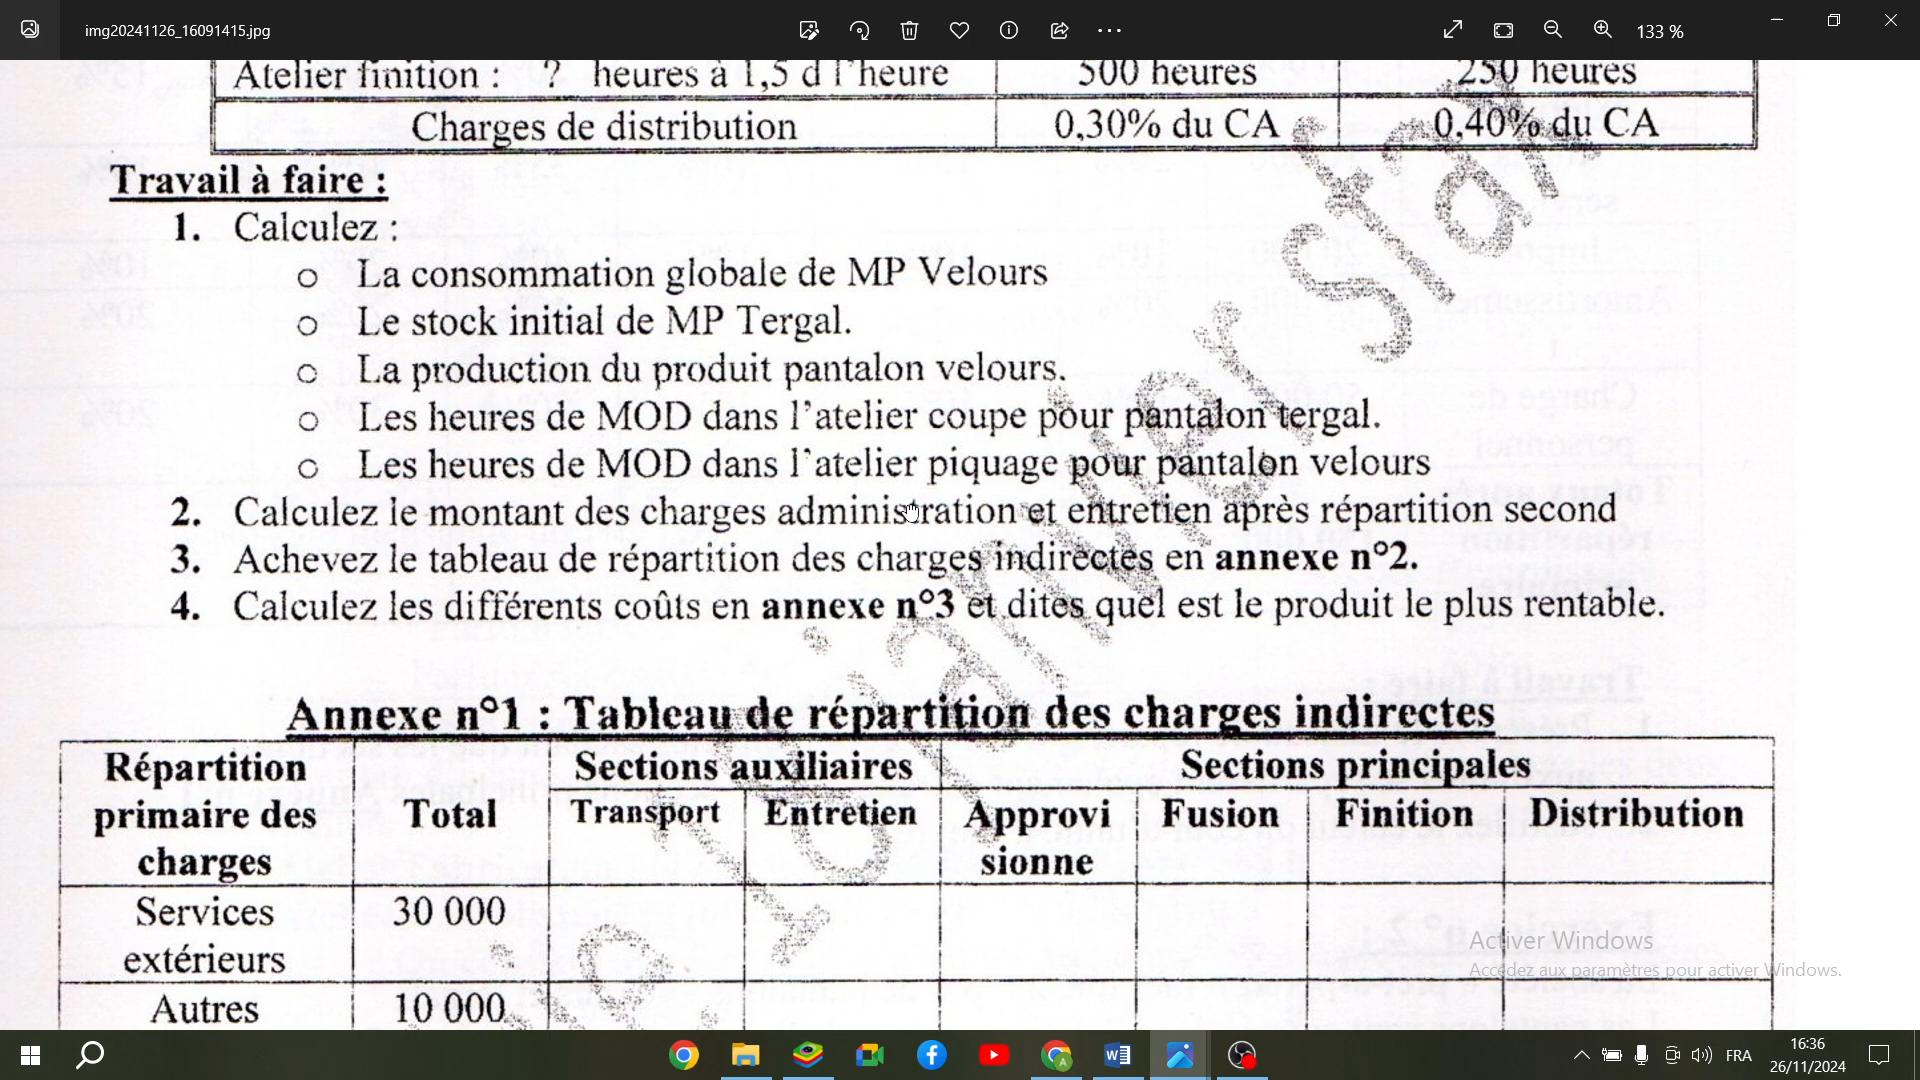 img20241126_16091415.jpg
133 %
Atelier finition : ? heures à 1,5 d l'heure 500 heures 250 heures
Charges de distribution 0,30% du CA 0,40% du CA
Travail à faire :
1. Calculez :
o La consommation globale de MP Velours
o Le stock initial de MP Tergal.
o La production du produit pantalon velours.
o Les heures de MOD dans l'atelier coupe pour pantalon tergal.
o Les heures de MOD dans l'atelier piquage pour pantalon velours
2. Calculez le montant des charges administration et entretien après répartition second
3. Achevez le tableau de répartition des charges indirectes en annexe n°2.
4. Calculez les différents coûts en annexe n°3 et dites quel est le produit le plus rentable.
Annexe n°1 : Tableau de répartition des charges indirectes
Répartition Sections auxiliaires Sections principales
primaire des Total Transport Entretien Approvi Fusion Finition Distribution
charges sionne
Services 30 000
extérieurs
Autres 10 000
Activer Windows
Accédez aux paramètres pour activer Windows.
FRA
16:36
26/11/2024